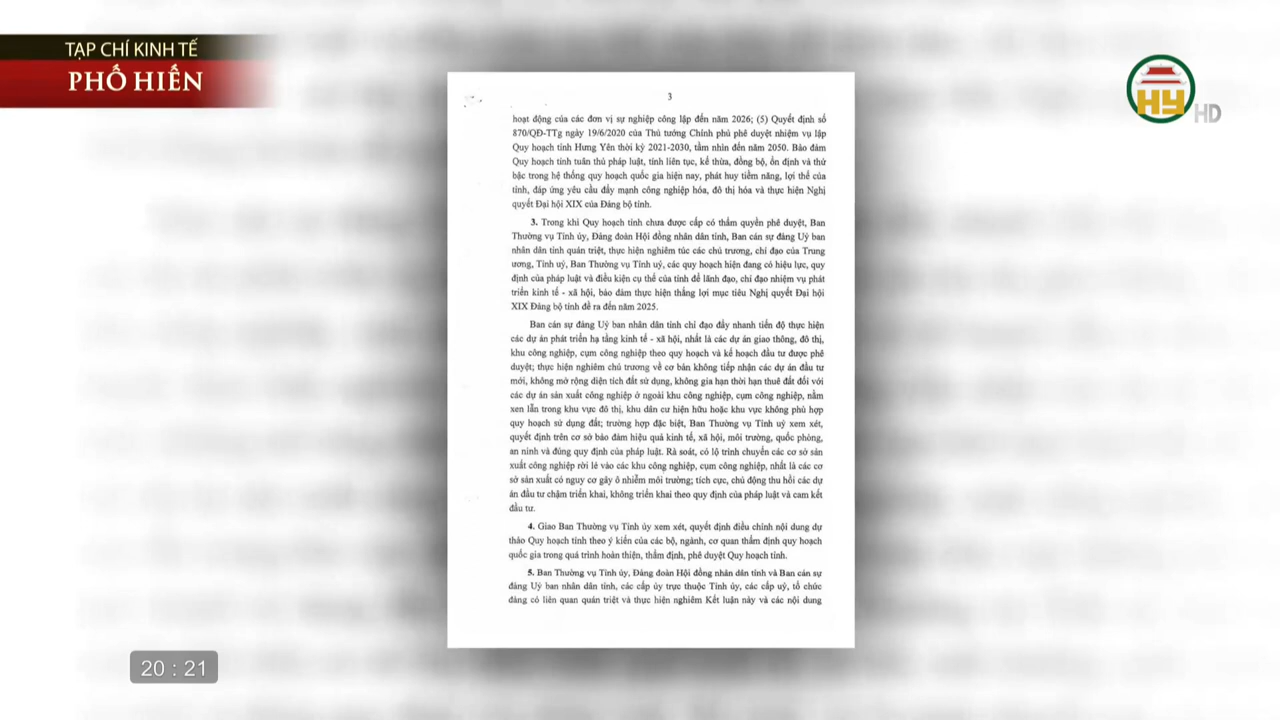 TẠP CHÍ KINH TẾ
PHỐ HIẾN
HY HD
3
hoạt động của các đơn vị sự nghiệp công lập đến năm 2026; (5) Quyết định số
870/QĐ-TTg ngày 19/6/2020 của Thủ tướng Chính phủ phê duyệt nhiệm vụ lập
Quy hoạch tỉnh Hưng Yên thời kỳ 2021-2030, tầm nhìn đến năm 2050. Bảo đảm
Quy hoạch tỉnh tuân thủ pháp luật, tính liên tục, kế thừa, đồng bộ, ổn định và thứ
bậc trong hệ thống quy hoạch quốc gia hiện nay, phát huy tiềm năng, lợi thế của
tỉnh, đáp ứng yêu cầu đẩy mạnh công nghiệp hóa, đô thị hóa và thực hiện Nghị
quyết Đại hội XIX của Đảng bộ tỉnh.
3. Trong khi Quy hoạch tỉnh chưa được cấp có thẩm quyền phê duyệt, Ban
Thường vụ Tỉnh ủy, Đảng đoàn Hội đồng nhân dân tỉnh, Ban cán sự đảng Uỷ ban
nhân dân tỉnh quán triệt, thực hiện nghiêm túc các chủ trương, chỉ đạo của Trung
ương, Tỉnh uỷ, Ban Thường vụ Tỉnh uỷ, các quy hoạch hiện đang có hiệu lực, quy
định của pháp luật và điều kiện cụ thể của tỉnh để lãnh đạo, chỉ đạo nhiệm vụ phát
triển kinh tế - xã hội, bảo đảm thực hiện thắng lợi mục tiêu Nghị quyết Đại hội
XIX Đảng bộ tỉnh đề ra đến năm 2025.
Ban cán sự đảng Uỷ ban nhân dân tỉnh chỉ đạo đẩy nhanh tiến độ thực hiện
các dự án phát triển hạ tầng kinh tế - xã hội, nhất là các dự án giao thông, đô thị,
khu công nghiệp, cụm công nghiệp theo quy hoạch và kế hoạch đầu tư được phê
duyệt; thực hiện nghiêm chủ trương về cơ bản không tiếp nhận các dự án đầu tư
mới, không mở rộng diện tích đất sử dụng, không gia hạn thời hạn thuê đất đối với
các dự án sản xuất công nghiệp ở ngoài khu công nghiệp, cụm công nghiệp, nằm
xen lẫn trong khu vực đô thị, khu dân cư hiện hữu hoặc khu vực không phù hợp
quy hoạch sử dụng đất; trường hợp đặc biệt, Ban Thường vụ Tỉnh uỷ xem xét,
quyết định trên cơ sở bảo đảm hiệu quả kinh tế, xã hội, môi trường, quốc phòng,
an ninh và đúng quy định của pháp luật. Rà soát, có lộ trình chuyển các cơ sở sản
xuất công nghiệp rời lẻ vào các khu công nghiệp, cụm công nghiệp, nhất là các cơ
sở sản xuất có nguy cơ gây ô nhiễm môi trường; tích cực, chủ động thu hồi các dự
án đầu tư chậm triển khai, không triển khai theo quy định của pháp luật và cam kết
đầu tư.
4. Giao Ban Thường vụ Tỉnh ủy xem xét, quyết định điều chỉnh nội dung dự
thảo Quy hoạch tỉnh theo ý kiến của các bộ, ngành, cơ quan thẩm định quy hoạch
quốc gia trong quá trình hoàn thiện, thẩm định, phê duyệt Quy hoạch tỉnh.
5. Ban Thường vụ Tỉnh ủy, Đảng đoàn Hội đồng nhân dân tỉnh và Ban cán sự
đảng Uỷ ban nhân dân tỉnh, các cấp ủy trực thuộc Tỉnh ủy, các cấp uỷ, tổ chức
đảng có liên quan quán triệt và thực hiện nghiêm Kết luận này và các nội dung
20 : 21